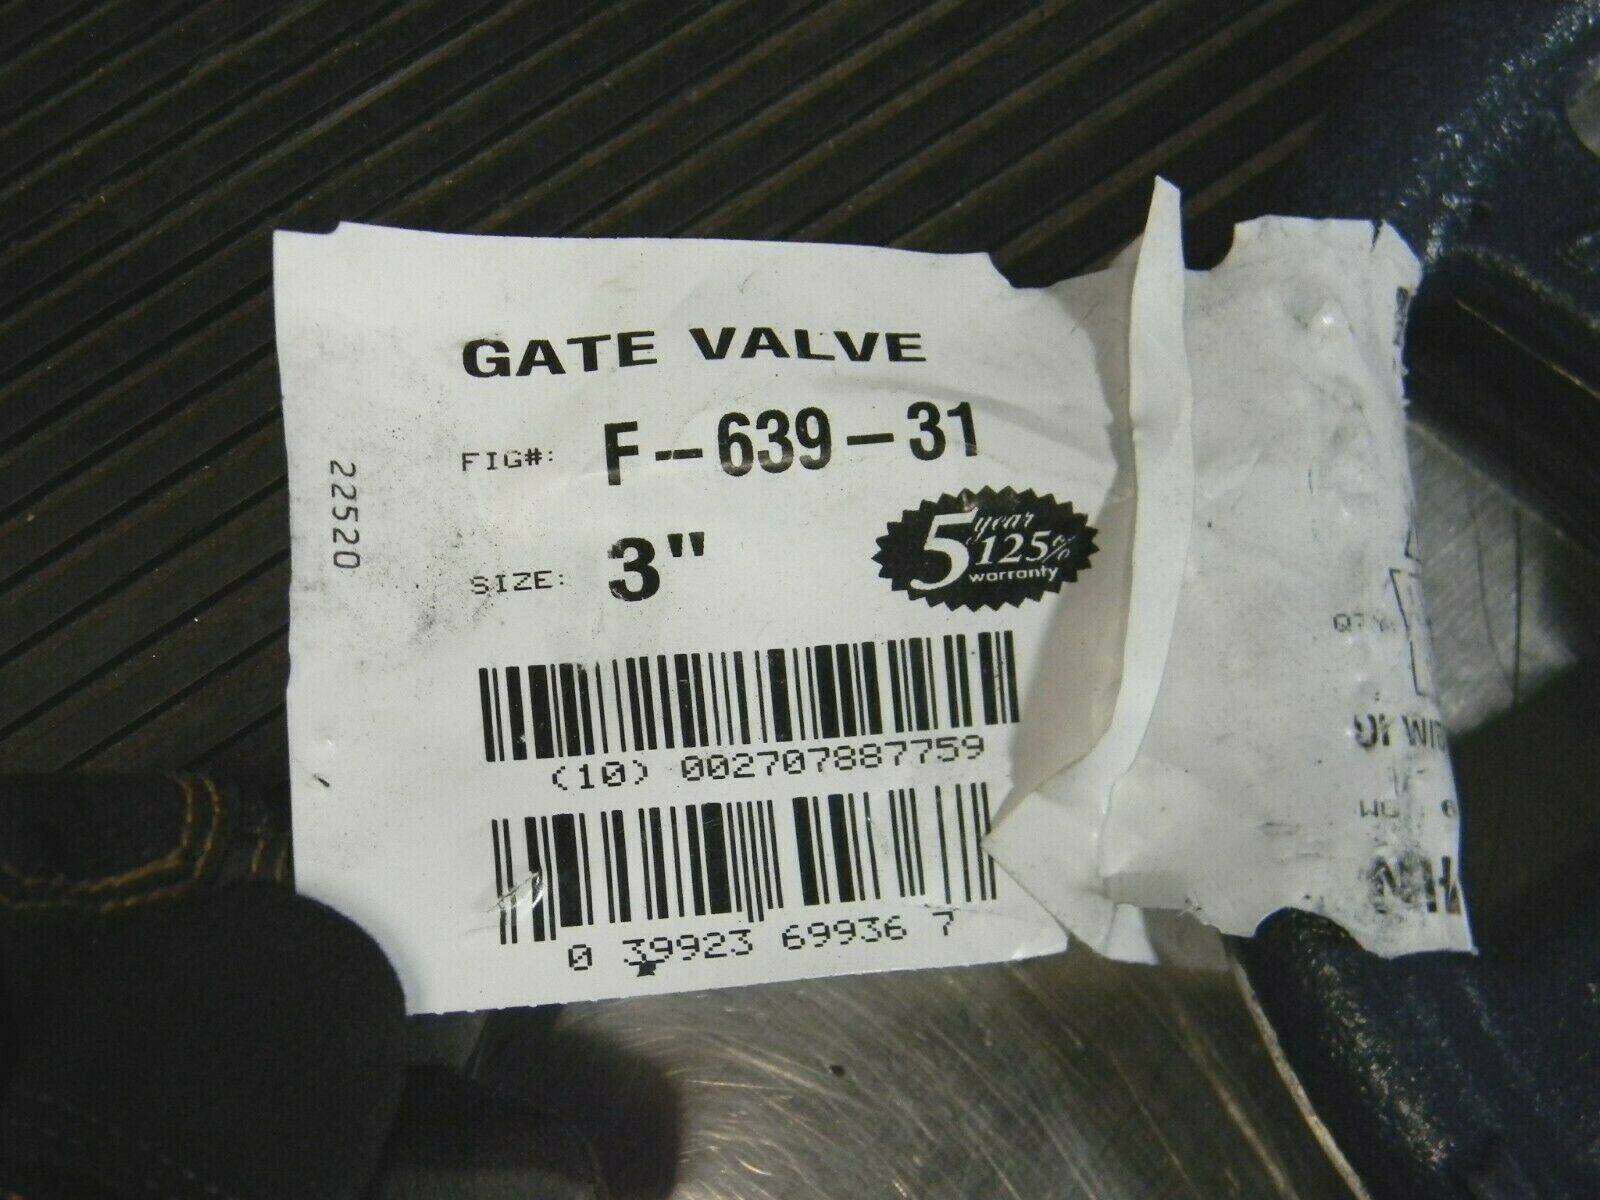 GATE VALVE
FIG#: F-639-31
22520
SIZE: 3"
5 year 125% warranty
(10) 002707887759
0 39923 69936 7
QTY